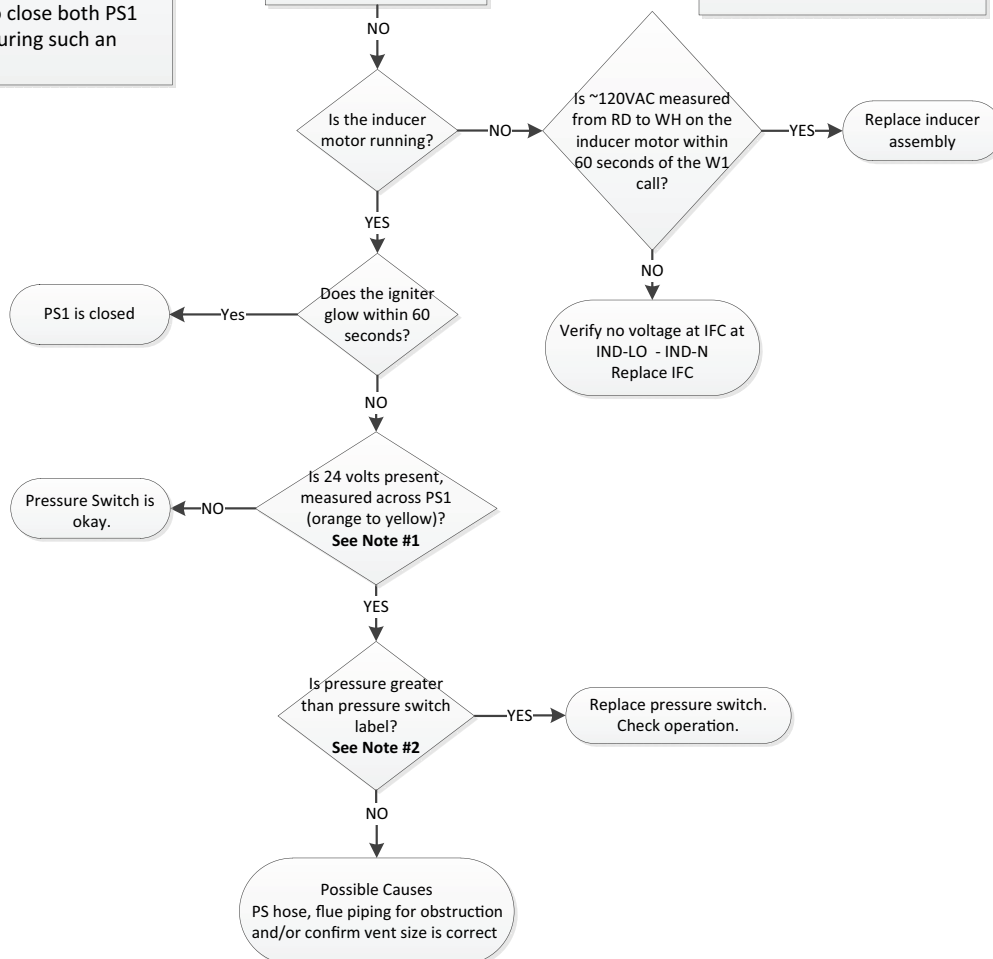 o close both PS1
uring such an
NO
Is the inducer
motor running?
NO
Is ~120VAC measured
from RD to WH on the
inducer motor within
60 seconds of the W1
call?
YES
Replace inducer
assembly
YES
NO
Does the igniter
glow within 60
seconds?
Yes
PS1 is closed
Verify no voltage at IFC at
IND-LO - IND-N
Replace IFC
NO
Is 24 volts present,
measured across PS1
(orange to yellow)?
See Note #1
NO
Pressure Switch is
okay.
YES
Is pressure greater
than pressure switch
label?
See Note #2
YES
Replace pressure switch.
Check operation.
NO
Possible Causes
PS hose, flue piping for obstruction
and/or confirm vent size is correct